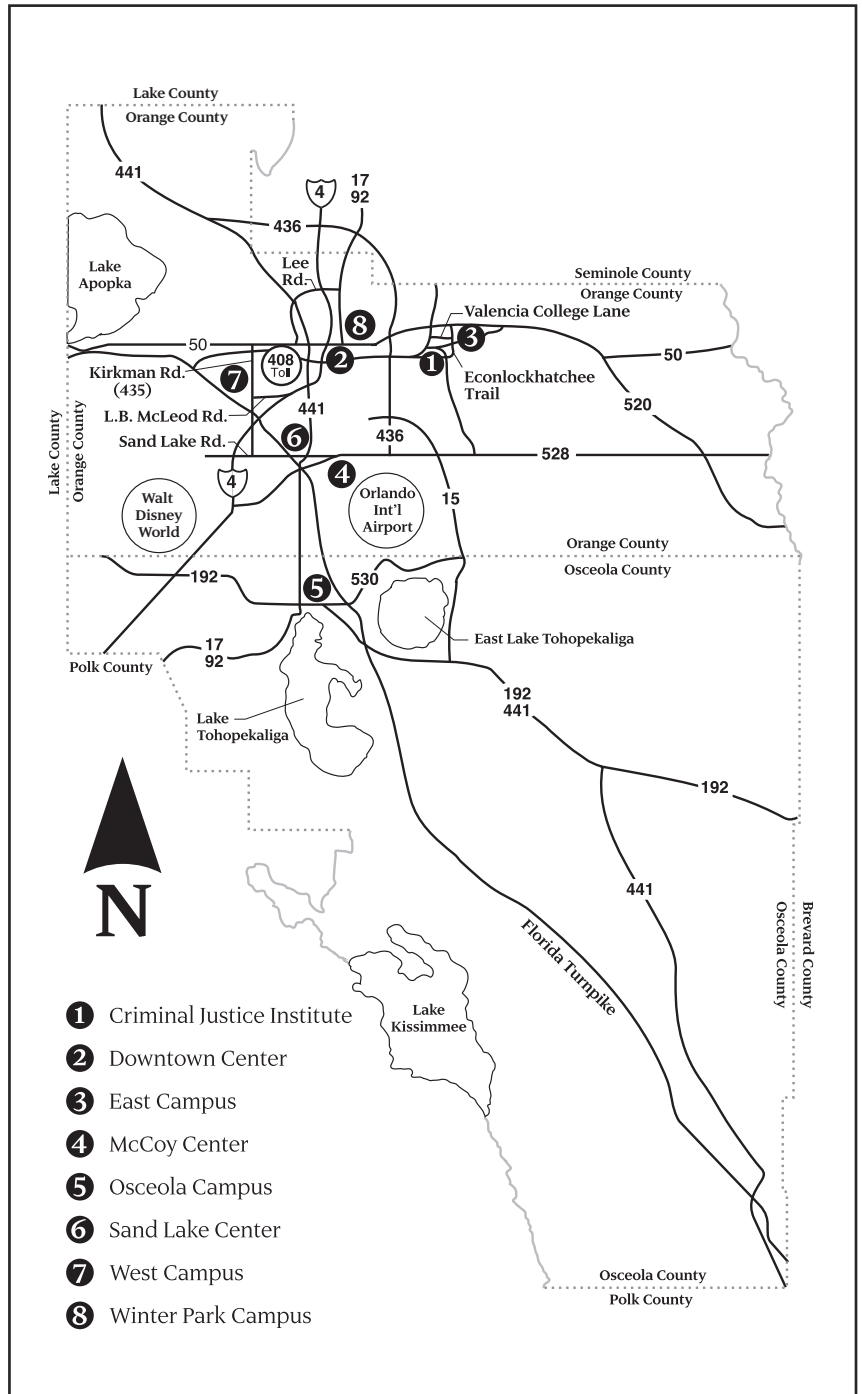 Lake County
Orange County
441
4
17
92
436
Lee
Rd.
Lake
Apopka
Seminole County
Orange County
Valencia College Lane
8
3
50
408
Toll
2
1
50
Kirkman Rd.
(435)
7
Econlockhatchee
Trail
L.B. McLeod Rd.
441
520
Sand Lake Rd.
6
436
528
Lake County
Orange County
4
4
Walt
Disney
World
Orlando
Int'l
Airport
15
Orange County
Osceola County
192
5
530
East Lake Tohopekaliga
17
92
Polk County
192
441
Lake
Tohopekaliga
192
N
441
Florida Turnpike
Osceola County
Brevard County
Lake
Kissimmee
1 Criminal Justice Institute
2 Downtown Center
3 East Campus
4 McCoy Center
5 Osceola Campus
6 Sand Lake Center
7 West Campus
8 Winter Park Campus
Osceola County
Polk County